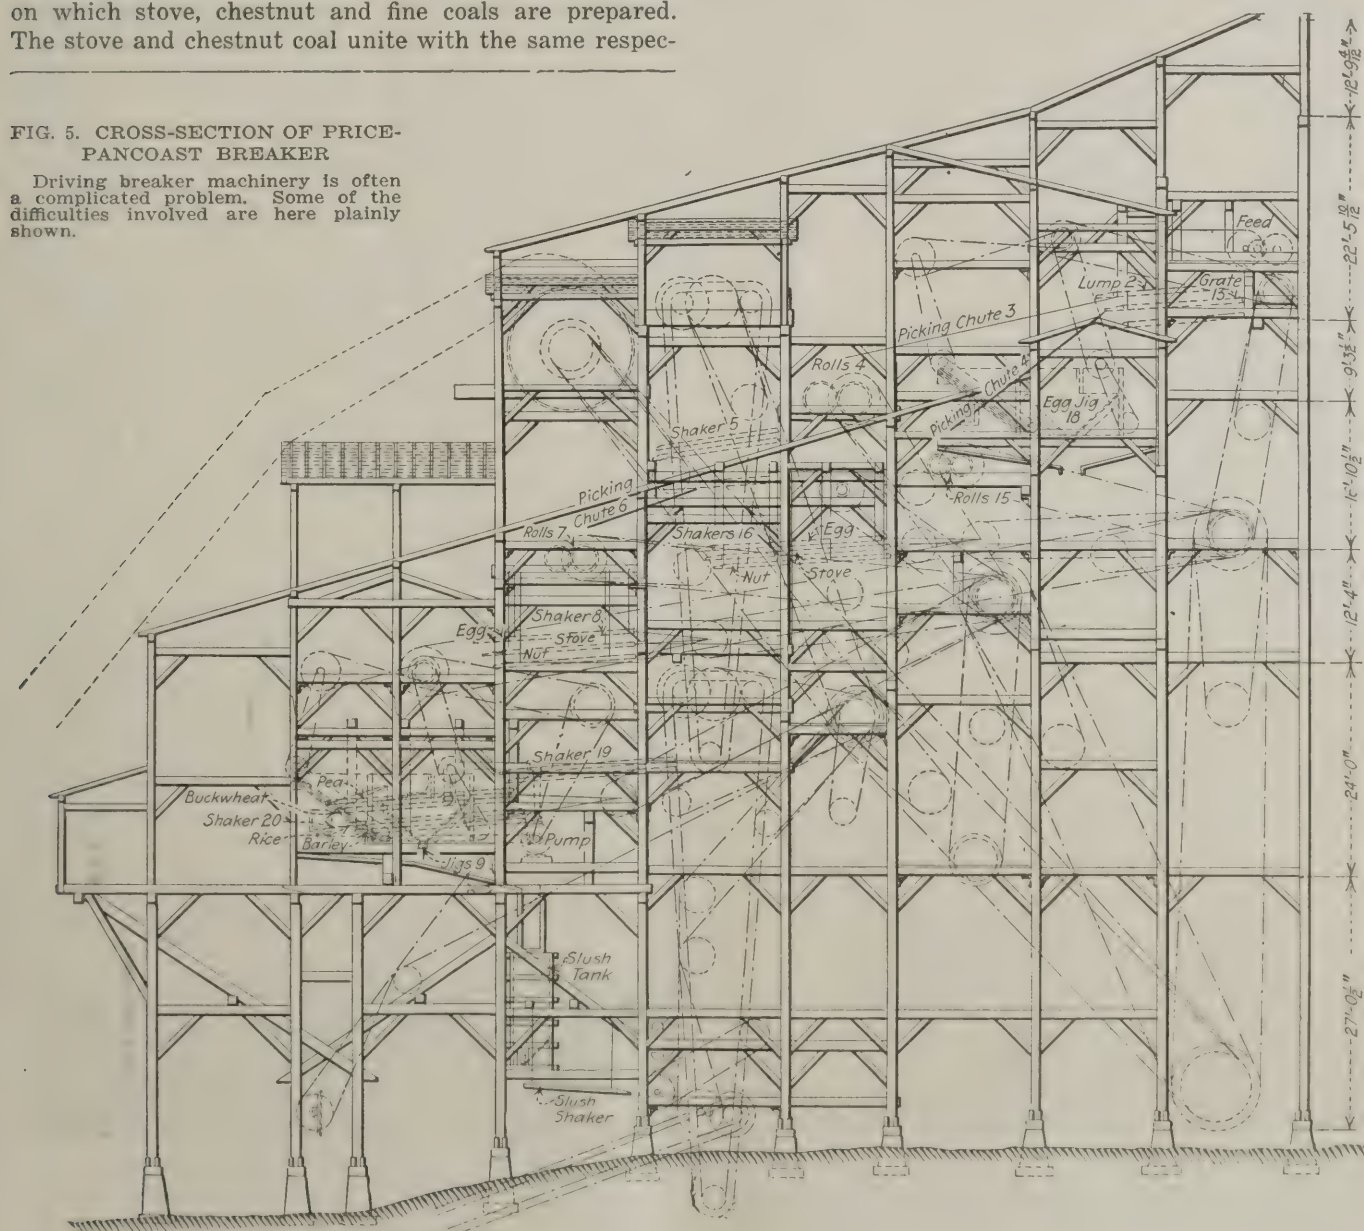 on which stove, chestnut and fine coals are prepared.
The stove and chestnut coal unite with the same respec-
FIG. 5. CROSS-SECTION OF PRICE-
PANCOAST BREAKER
Driving breaker machinery is often
a complicated problem. Some of the
difficulties involved are here plainly
shown.
12'-9 4/12"
22'-5 10/12"
9'-3 1/2"
16'-10 1/2"
12'-4"
24'-0"
27'-0 1/2"
Feed
Lump 2
Grate
13
Picking Chute 3
Rolls 4
Picking Chute 4
Egg Jig
18
Shaker 5
Rolls 15
Picking
Chute 6
Rolls 7
Shakers 16
Egg
Nut
Stove
Shaker 8
Egg
Stove
Nut
Shaker 19
Pea
Buckwheat
Shaker 20
Rice
Barley
Jigs 9
Pump
Slush
Tank
Slush
Shaker